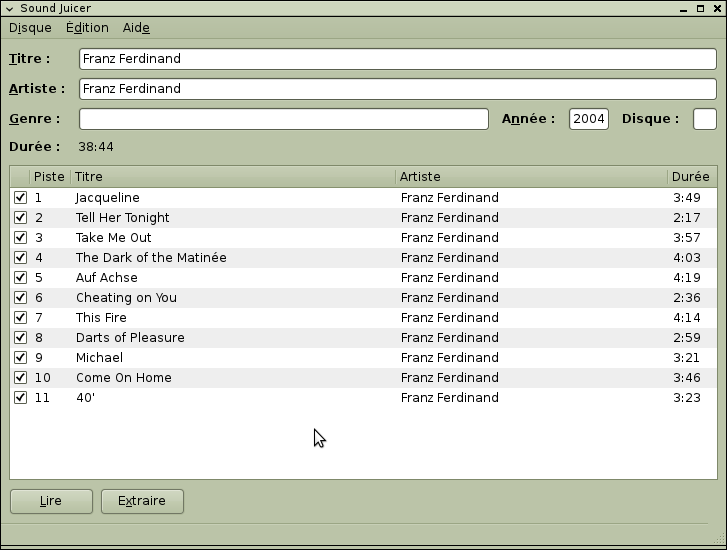 Sound Juicer
Disque Édition Aide
Titre : Franz Ferdinand
Artiste : Franz Ferdinand
Genre : Année : 2004 Disque :
Durée : 38:44
Piste Titre Artiste Durée
1 Jacqueline Franz Ferdinand 3:49
2 Tell Her Tonight Franz Ferdinand 2:17
3 Take Me Out Franz Ferdinand 3:57
4 The Dark of the Matinée Franz Ferdinand 4:03
5 Auf Achse Franz Ferdinand 4:19
6 Cheating on You Franz Ferdinand 2:36
7 This Fire Franz Ferdinand 4:14
8 Darts of Pleasure Franz Ferdinand 2:59
9 Michael Franz Ferdinand 3:21
10 Come On Home Franz Ferdinand 3:46
11 40' Franz Ferdinand 3:23
Lire Extraire